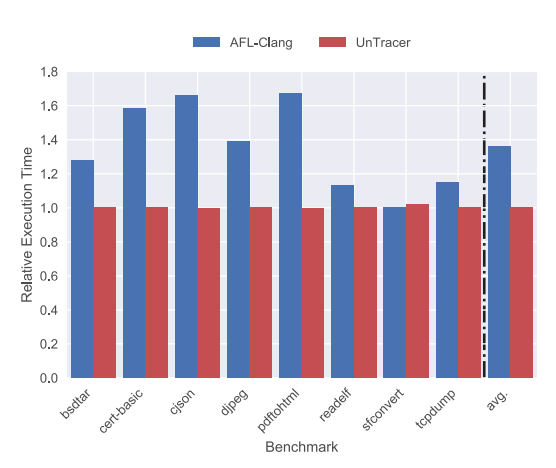 AFL-Clang UnTracer
1.8
1.6
1.4
1.2
1.0
0.8
0.6
0.4
0.2
0.0
Relative Execution Time
bsdtar cert-basic cjson djpeg pdftohtml readelf sfconvert tcpdump avg.
Benchmark